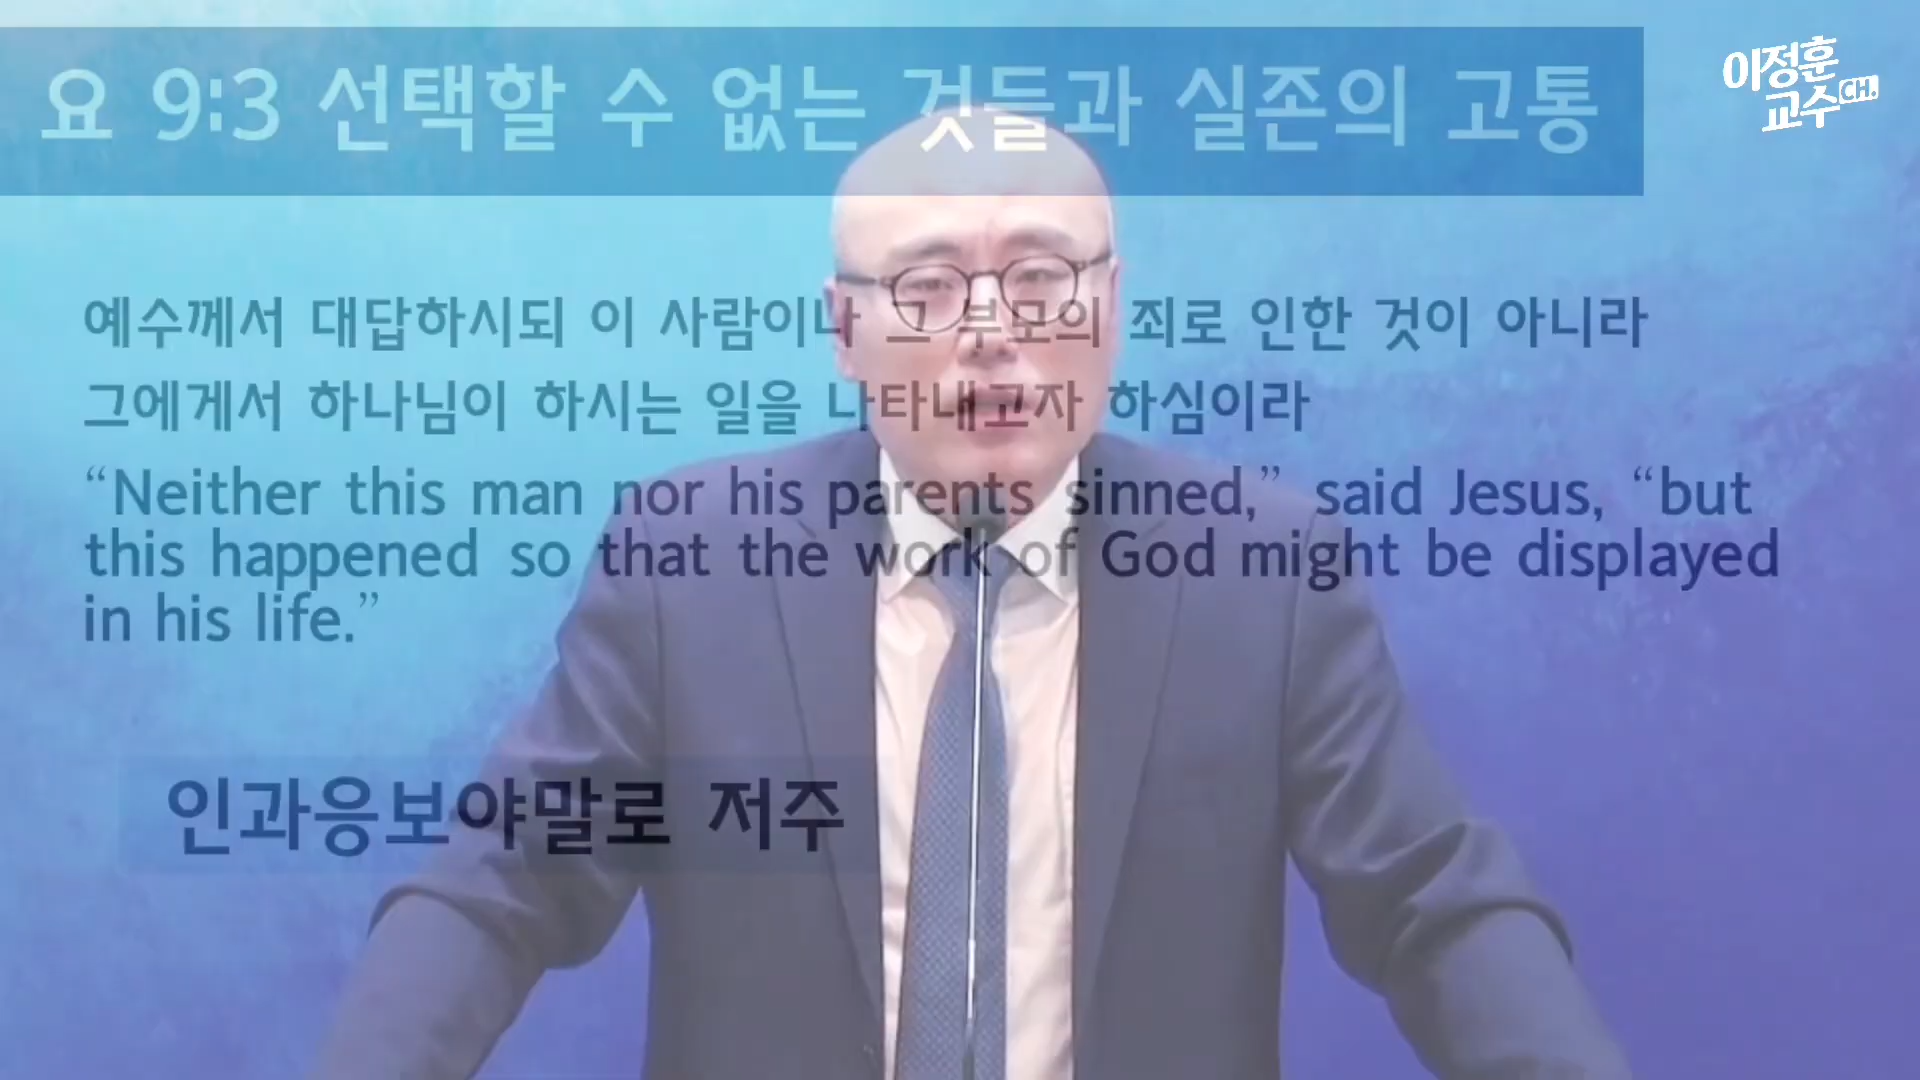 요 9:3 선택할 수 없는 것들과 실존의 고통
이정훈
교수 CH.
예수께서 대답하시되 이 사람이나 그 부모의 죄로 인한 것이 아니라
그에게서 하나님이 하시는 일을 나타내고자 하심이라
“Neither this man nor his parents sinned,” said Jesus, “but
this happened so that the work of God might be displayed
in his life.”
인과응보야말로 저주